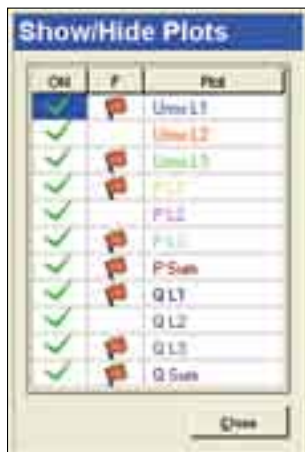 Show/Hide Plots
ON F Plot
Urms L1
Urms L2
Urms L3
P L1
P L2
P L3
P Sum
Q L1
Q L2
Q L3
Q Sum
Close